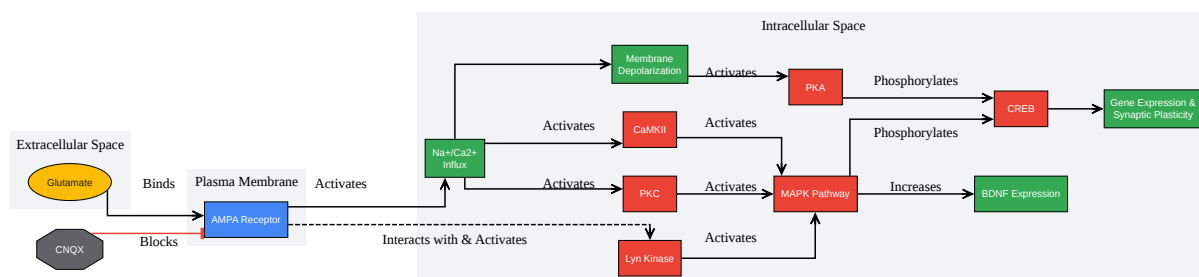 Intracellular Space
Membrane
Depolarization
Activates
PKA
Phosphorylates
CREB
Gene Expression &
Synaptic Plasticity
Extracellular Space
Glutamate
Binds
Plasma Membrane
AMPA Receptor
Activates
Na+/Ca2+
Influx
Activates
CaMKII
Activates
Phosphorylates
Activates
PKC
Activates
MAPK Pathway
Increases
BDNF Expression
CNQX
Blocks
Interacts with & Activates
Lyn Kinase
Activates